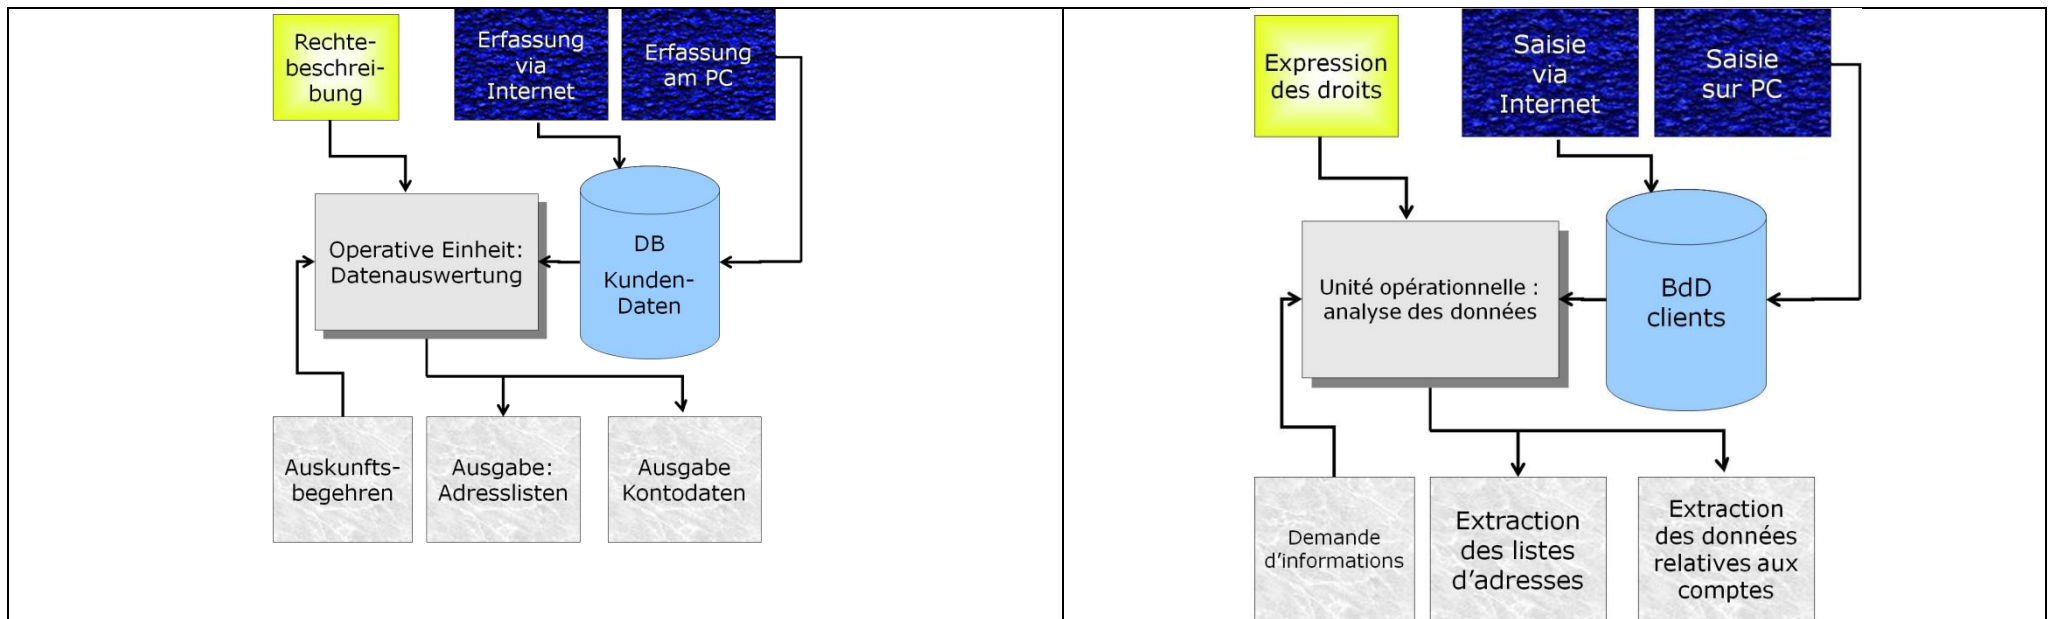 Rechte-
beschrei-
bung
Erfassung
via
Internet
Erfassung
am PC
Operative Einheit:
Datenauswertung
DB
Kunden-
Daten
Auskunfts-
begehren
Ausgabe:
Adresslisten
Ausgabe
Kontodaten
Expression
des droits
Saisie
via
Internet
Saisie
sur PC
Unité opérationnelle :
analyse des données
BdD
clients
Demande
d’informations
Extraction
des listes
d’adresses
Extraction
des données
relatives aux
comptes